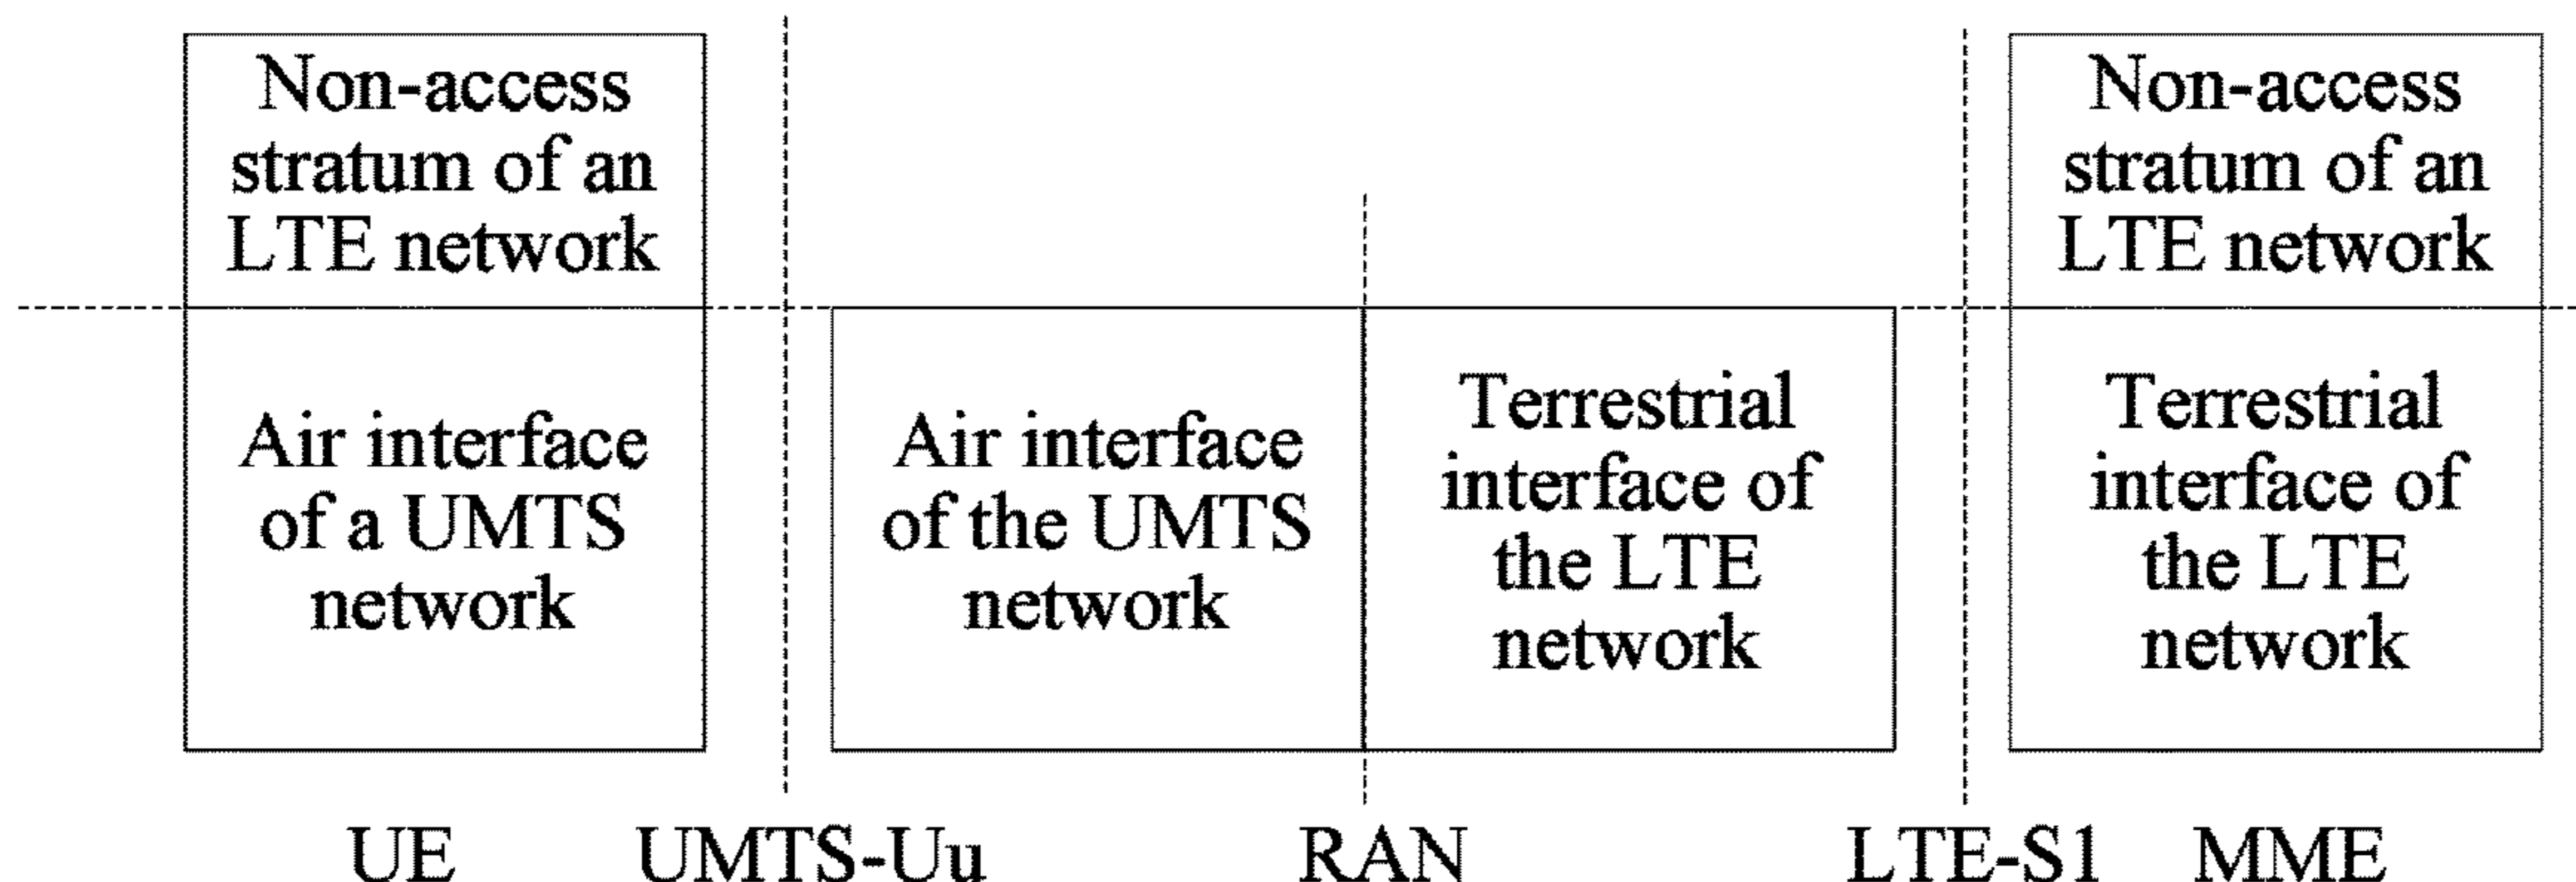 Non-access
stratum of an
LTE network
Non-access
stratum of an
LTE network
Air interface
of a UMTS
network
Air interface
of the UMTS
network
Terrestrial
interface of
the LTE
network
Terrestrial
interface of
the LTE
network
UE
UMTS-Uu
RAN
LTE-S1
MME